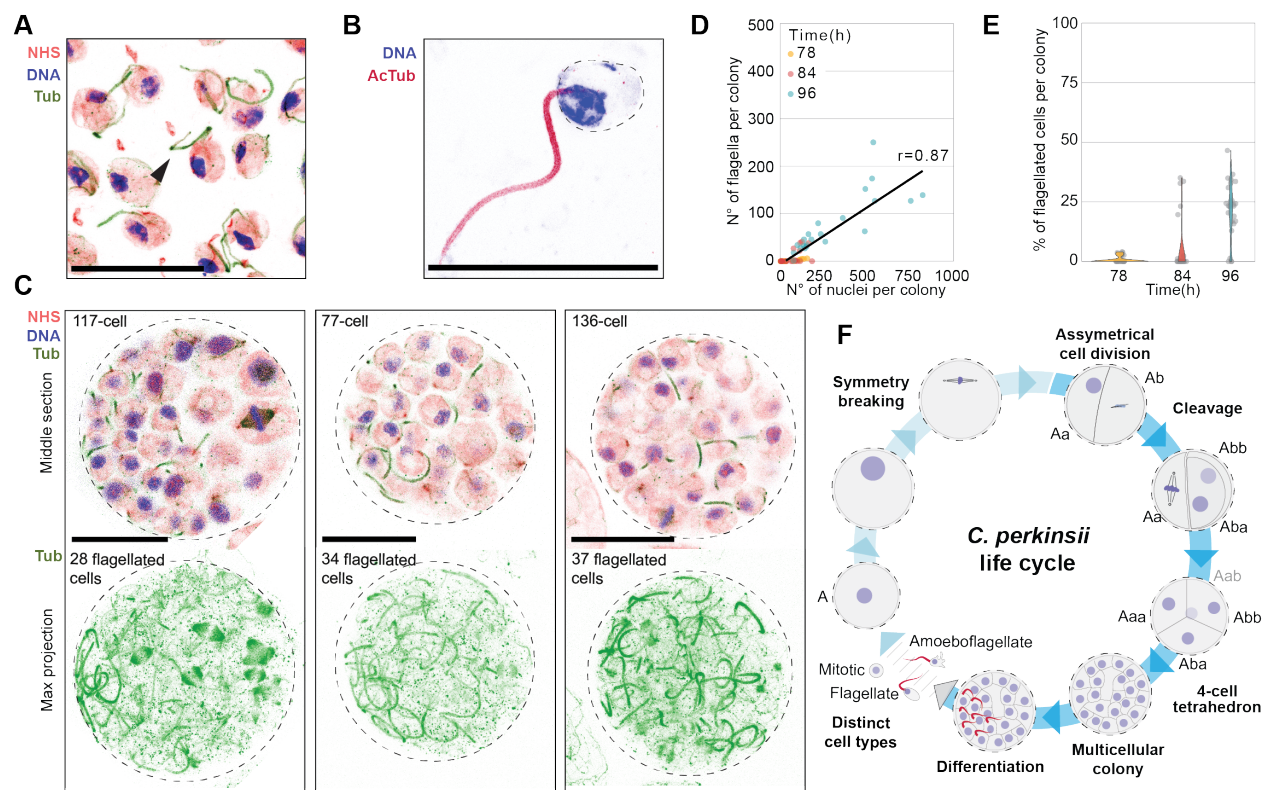 A
NHS
DNA
Tub
B
DNA
AcTub
D
N° of flagella per colony
500
400
300
200
100
0
Time(h)
78
84
96
r=0.87
0
250
500
750
1000
N° of nuclei per colony
E
% of flagellated cells per colony
100
75
50
25
0
78
84
96
Time(h)
C
NHS
DNA
Tub
Middle section
117-cell
77-cell
136-cell
Tub
Max projection
28 flagellated
cells
34 flagellated
cells
37 flagellated
cells
F
Assymetrical
cell division
Symmetry
breaking
Ab
Aa
Cleavage
Abb
Aa
Aba
C. perkinsii
life cycle
Aab
A
Aaa
Abb
Aba
Amoeboflagellate
Mitotic
Flagellate
Distinct
cell types
4-cell
tetrahedron
Multicellular
colony
Differentiation